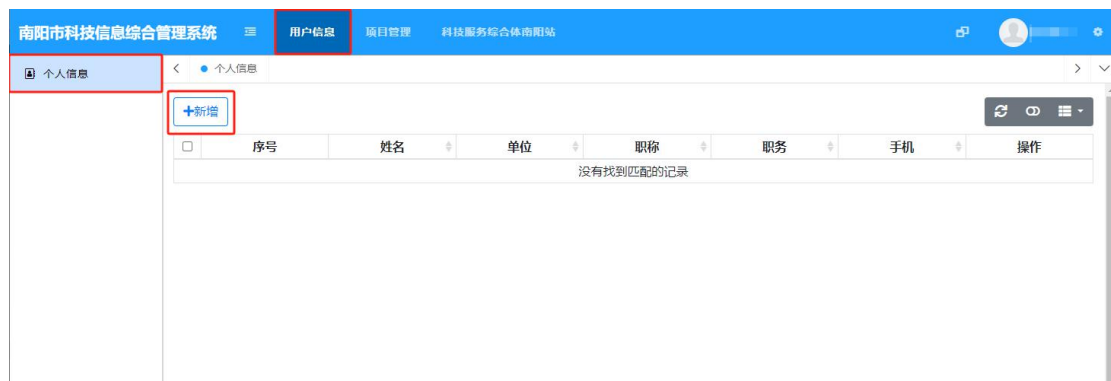 南阳市科技信息综合管理系统 用户信息 项目管理 科技服务综合体南阳站
个人信息 个人信息
+新增
序号 姓名 单位 职称 职务 手机 操作
没有找到匹配的记录